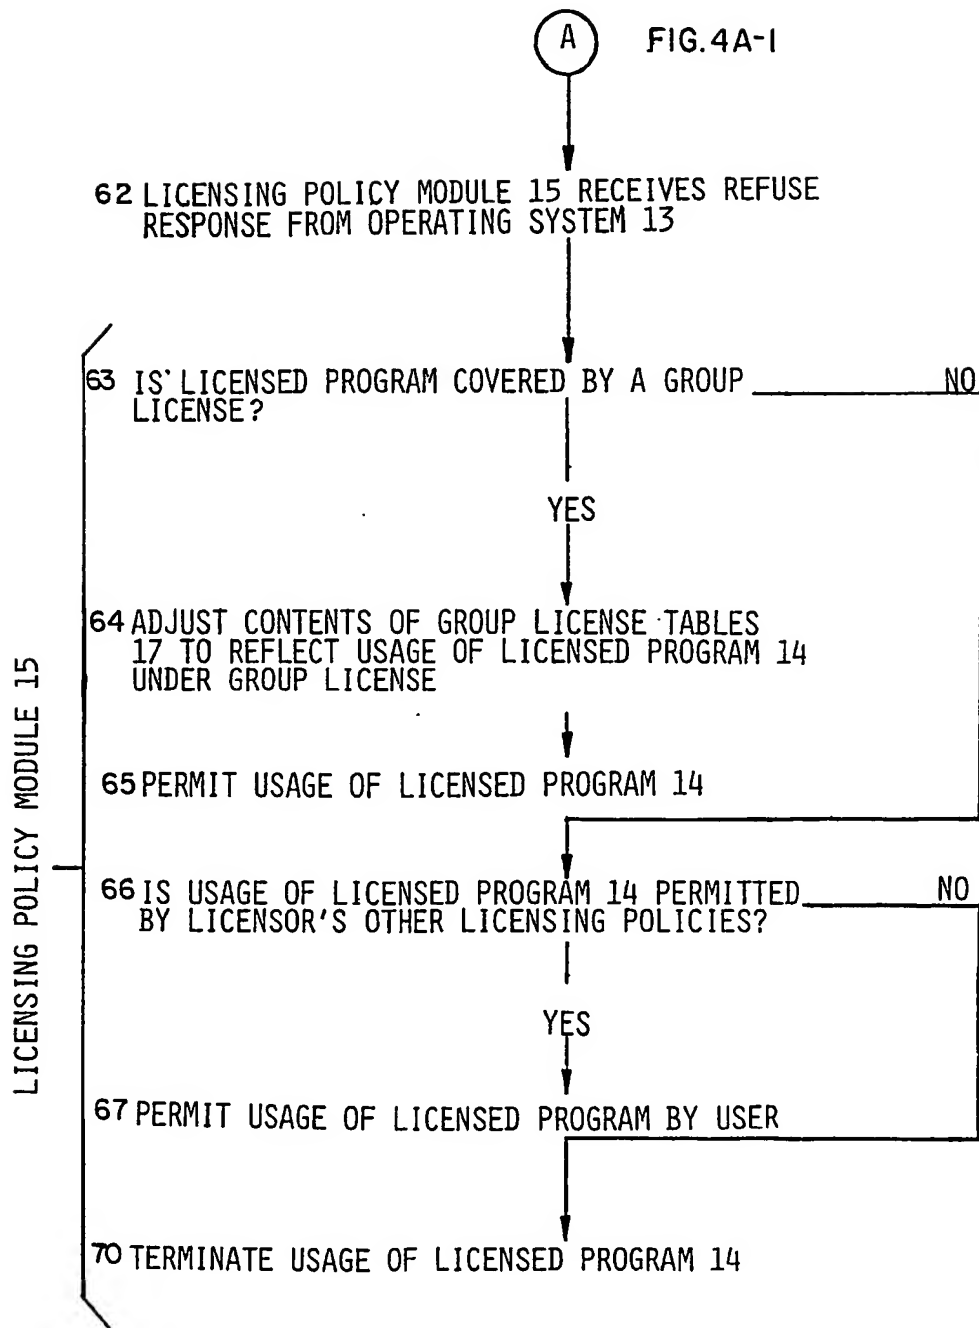 A
FIG.4A-1
62 LICENSING POLICY MODULE 15 RECEIVES REFUSE
RESPONSE FROM OPERATING SYSTEM 13
63 IS LICENSED PROGRAM COVERED BY A GROUP
LICENSE?
NO
YES
64 ADJUST CONTENTS OF GROUP LICENSE TABLES
17 TO REFLECT USAGE OF LICENSED PROGRAM 14
UNDER GROUP LICENSE
65 PERMIT USAGE OF LICENSED PROGRAM 14
66 IS USAGE OF LICENSED PROGRAM 14 PERMITTED
BY LICENSOR'S OTHER LICENSING POLICIES?
NO
YES
67 PERMIT USAGE OF LICENSED PROGRAM BY USER
70 TERMINATE USAGE OF LICENSED PROGRAM 14
LICENSING POLICY MODULE 15